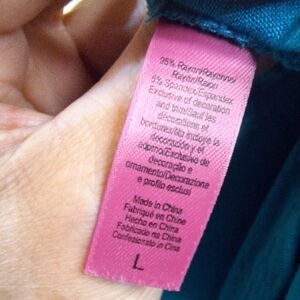 95% Rayon/Rayonne/
Rayón/Raion
5% Spandex/Expandex
Exclusive of decoration
and trim/Sauf les
décorations et
bordures/No incluye la
decoración y el
adorno/Exclusivo de
decoração e
ornamento/Decorazione
e profilo esclusi
Made in China
Fabriqué en Chine
Hecho en China
Fabricado na China
Confezionato in Cina
L